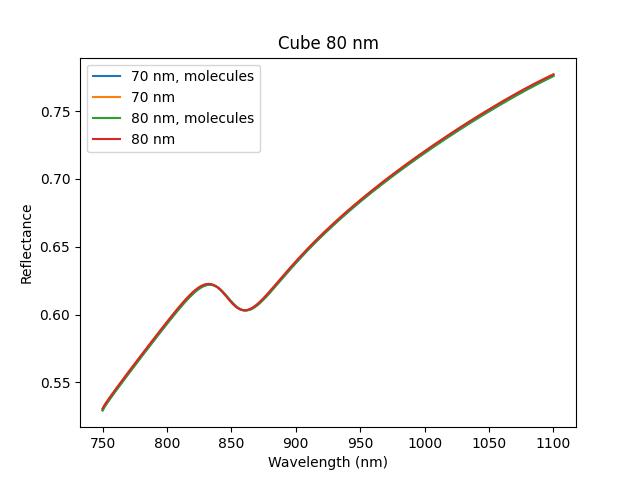 Cube 80 nm
70 nm, molecules
70 nm
80 nm, molecules
80 nm
Reflectance
0.75
0.70
0.65
0.60
0.55
750 800 850 900 950 1000 1050 1100
Wavelength (nm)